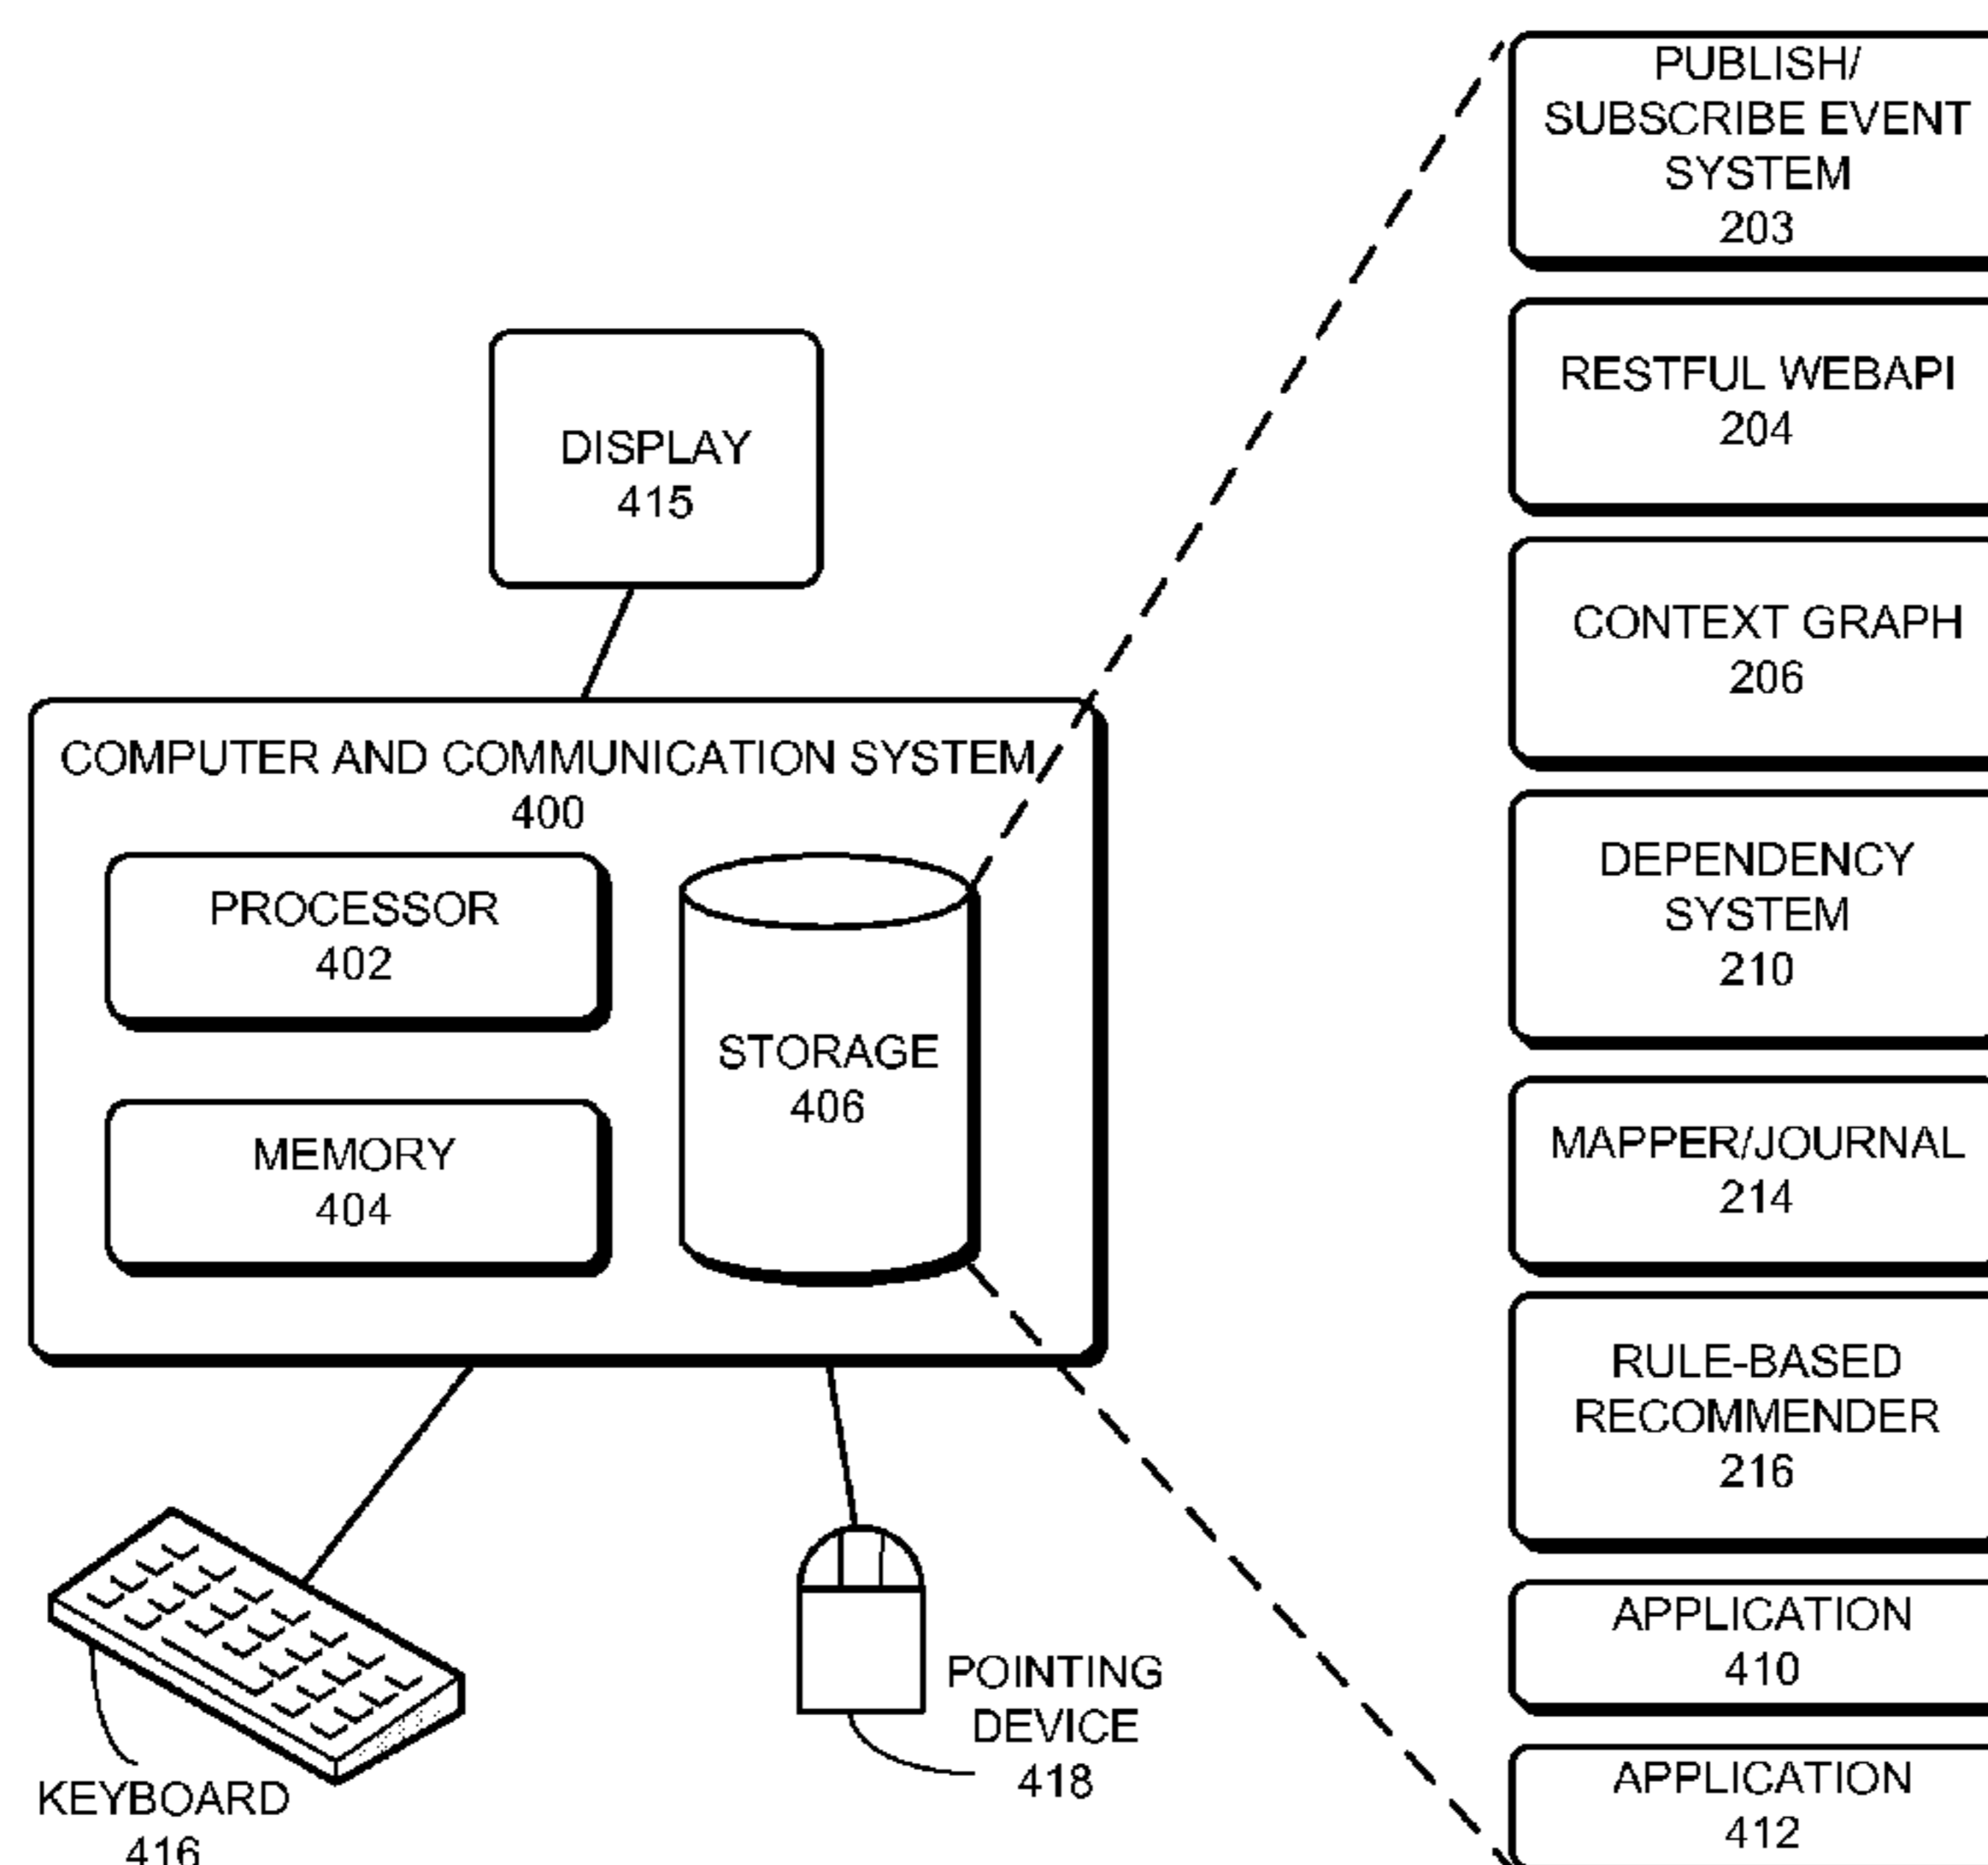 DISPLAY
415
COMPUTER AND COMMUNICATION SYSTEM
400
PROCESSOR
402
MEMORY
404
STORAGE
406
KEYBOARD
416
POINTING
DEVICE
418
PUBLISH/
SUBSCRIBE EVENT
SYSTEM
203
RESTFUL WEBAPI
204
CONTEXT GRAPH
206
DEPENDENCY
SYSTEM
210
MAPPER/JOURNAL
214
RULE-BASED
RECOMMENDER
216
APPLICATION
410
APPLICATION
412